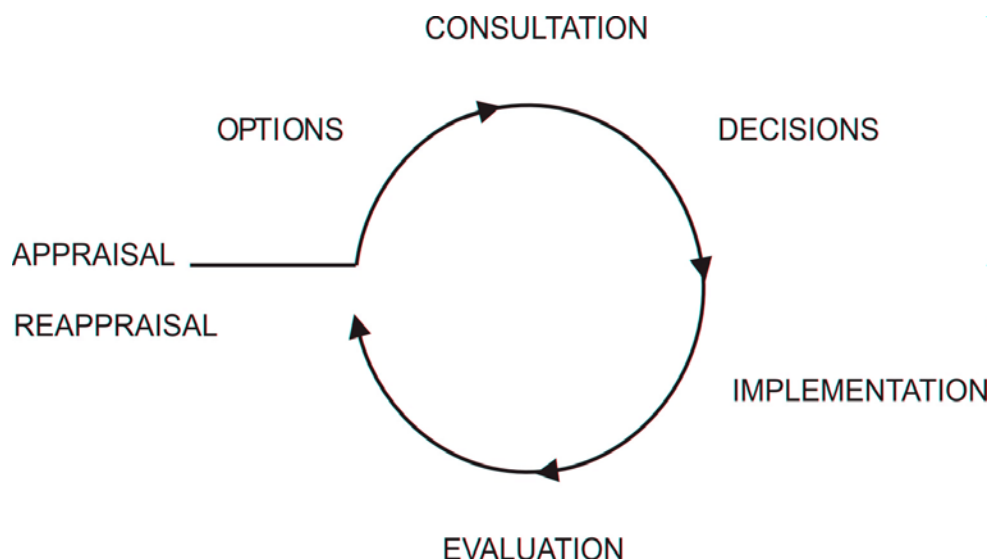 CONSULTATION
OPTIONS
DECISIONS
APPRAISAL
REAPPRAISAL
IMPLEMENTATION
EVALUATION